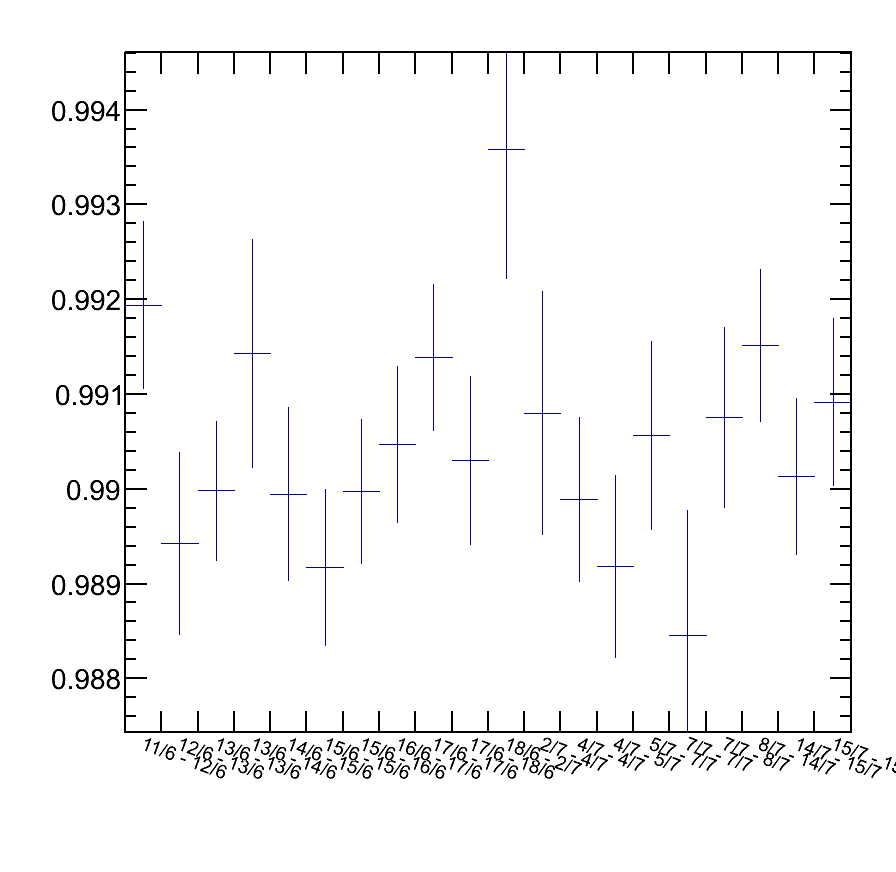 0.994
0.993
0.992
0.991
0.99
0.989
0.988
11/6 - 12/6
12/6 - 13/6
13/6 - 13/6
13/6 - 14/6
14/6 - 15/6
15/6 - 15/6
15/6 - 16/6
16/6 - 17/6
17/6 - 17/6
17/6 - 18/6
18/6 - 2/7
2/7 - 4/7
4/7 - 4/7
4/7 - 5/7
5/7 - 7/7
7/7 - 7/7
7/7 - 8/7
8/7 - 14/7
14/7 - 15/7
15/7 - 15